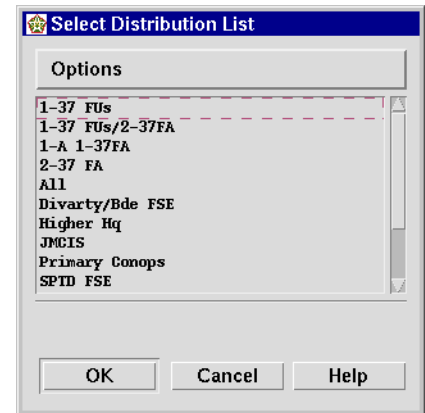 Select Distribution List
Options
1-37 FUs
1-37 FUs/2-37FA
1-A 1-37FA
2-37 FA
All
Divarty/Bde FSE
Higher Hq
JMCIS
Primary Conops
SPTD FSE
OK Cancel Help